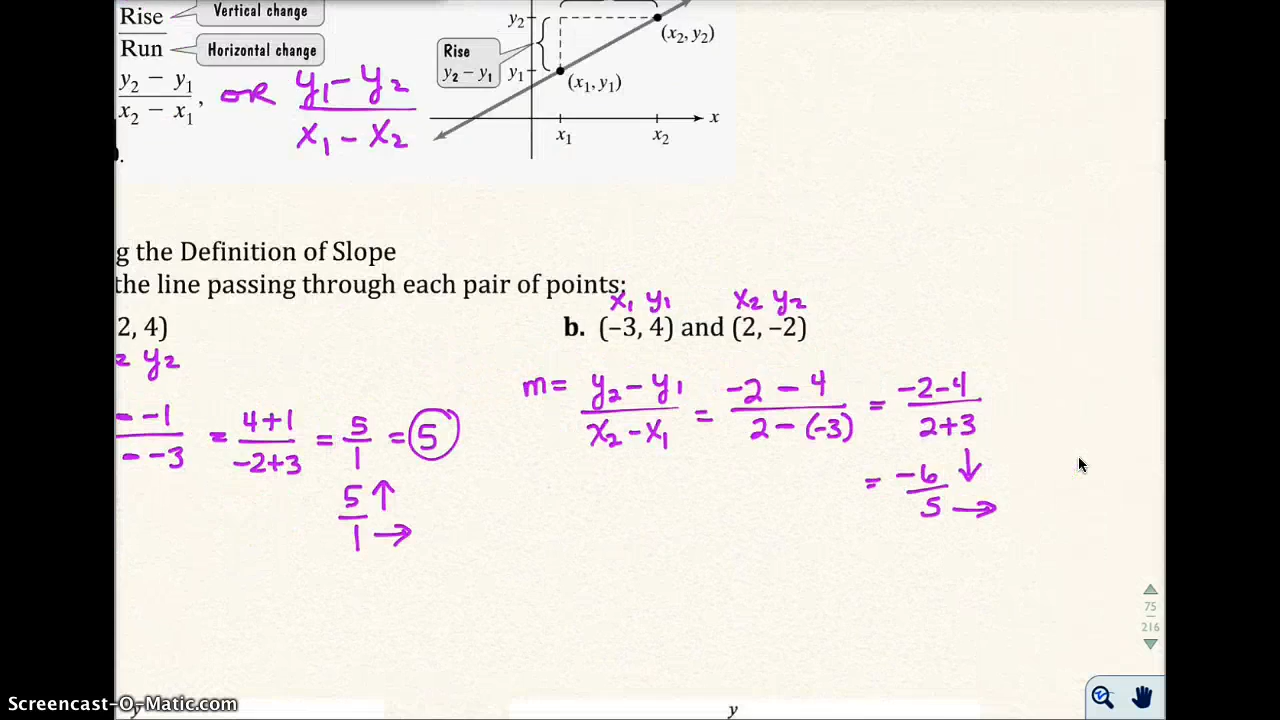 Rise
Vertical change
Run
Horizontal change
y₂ − y₁
x₂ − x₁ ,
OR
y₁ − y₂
x₁ − x₂
Rise
y₂ − y₁
y₂
y₁
(x₂, y₂)
(x₁, y₁)
x
x₁
x₂
g the Definition of Slope
the line passing through each pair of points:
x₁ y₁ x₂ y₂
2, 4)
b. (–3, 4) and (2, –2)
₂ y₂
– -1
– -3
= 4+1
-2+3
= 5
1
= 5
5 ↑
1 →
m = y₂ − y₁
x₂ − x₁
= -2 - 4
2 - (-3)
= -2-4
2+3
= -6 ↓
5 →
75
216
Screencast-O-Matic.com
y
y